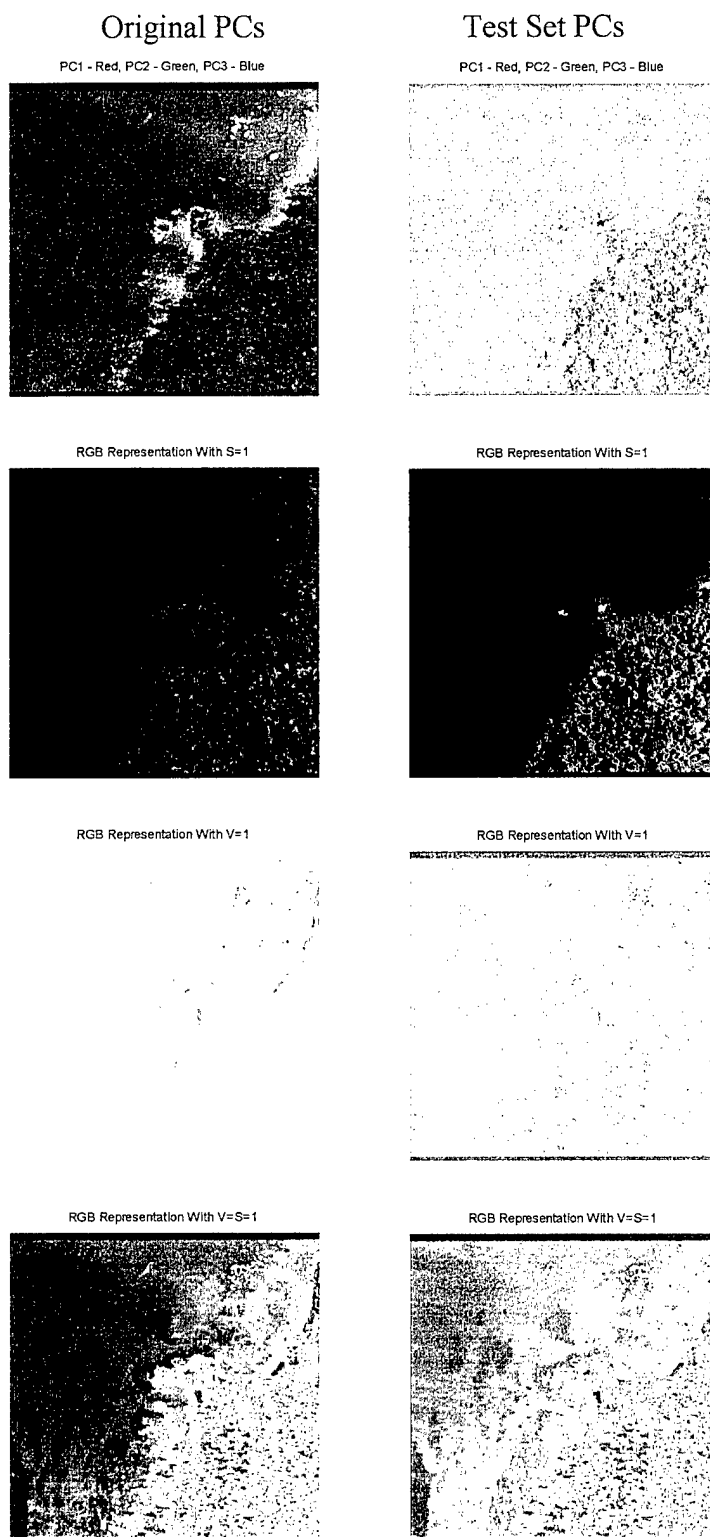 Original PCs
Test Set PCs
PC1 - Red, PC2 - Green, PC3 - Blue
PC1 - Red, PC2 - Green, PC3 - Blue
RGB Representation With S=1
RGB Representation With S=1
RGB Representation With V=1
RGB Representation With V=1
RGB Representation With V=S=1
RGB Representation With V=S=1